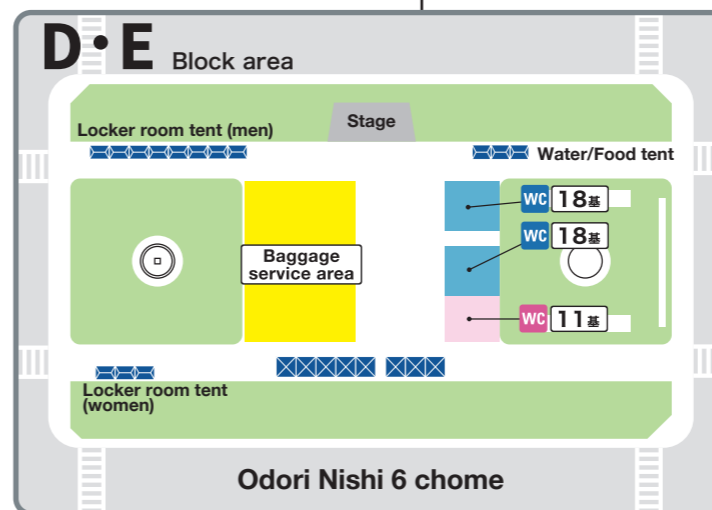 D・E Block area
Stage
Locker room tent (men)
Water/Food tent
WC 18基
WC 18基
Baggage
service area
WC 11基
Locker room tent
(women)
Odori Nishi 6 chome